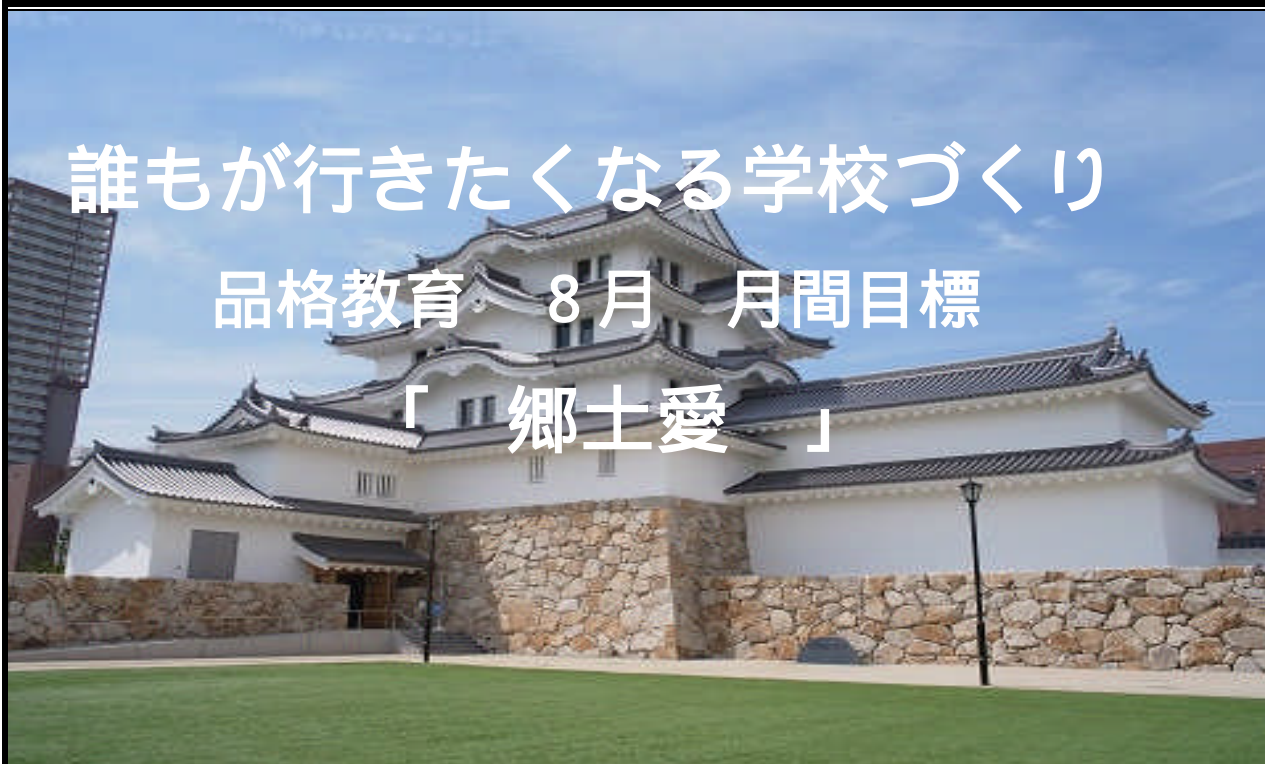 誰もが行きたくなる学校づくり
品格教育　８月　月間目標
「　郷土愛　」